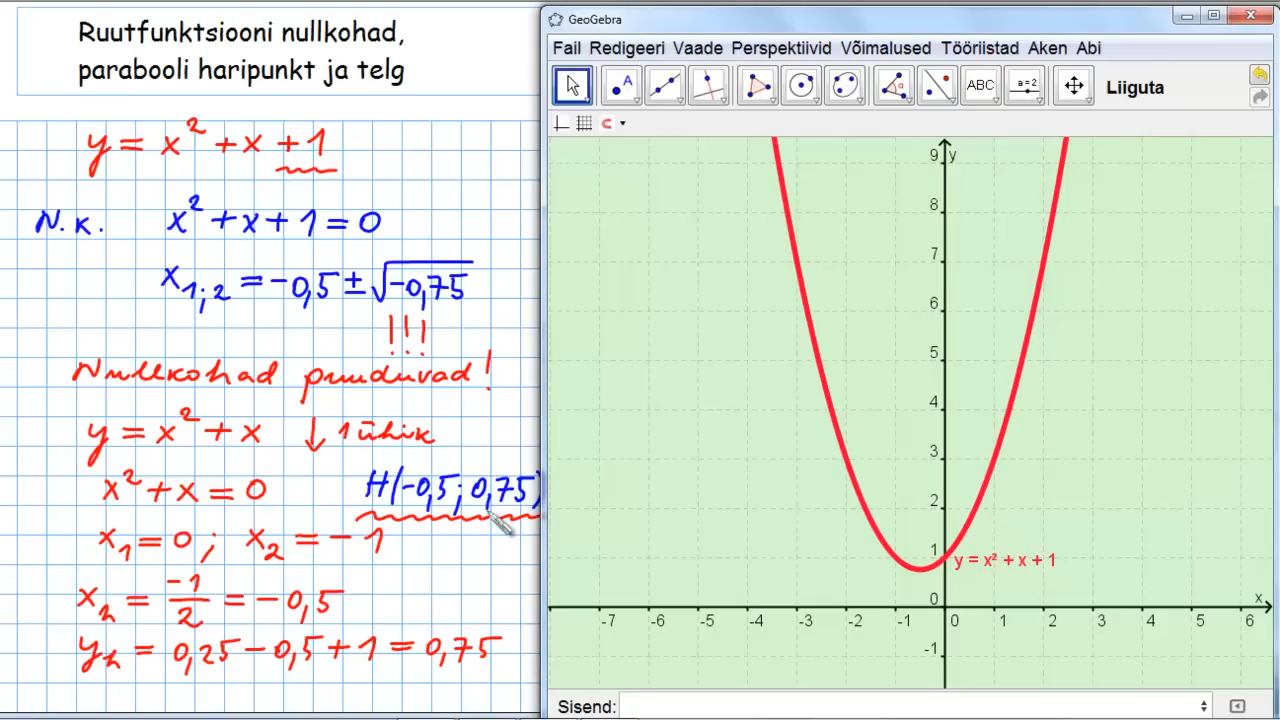 Ruutfunktsiooni nullkohad,
parabooli haripunkt ja telg
y = x² + x + 1
N.K. x² + x + 1 = 0
x₁;₂ = -0,5 ± √-0,75
!!!
Nullkohad puuduvad!
y = x² + x ↓ 1 ühik
x² + x = 0 H(-0,5; 0,75)
x₁ = 0; x₂ = -1
xₕ = -1/2 = -0,5
yₕ = 0,25 - 0,5 + 1 = 0,75
GeoGebra
Fail Redigeeri Vaade Perspektiivid Võimalused Tööriistad Aken Abi
A α ABC a=2 Liiguta
y
9
8
7
6
5
4
3
2
1
y = x² + x + 1
0
x
-7 -6 -5 -4 -3 -2 -1 0 1 2 3 4 5 6
-1
Sisend: